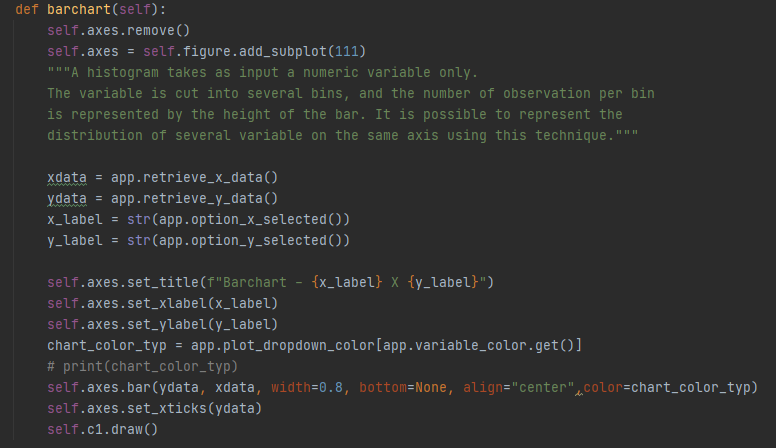 def barchart(self):
    self.axes.remove()
    self.axes = self.figure.add_subplot(111)
    """A histogram takes as input a numeric variable only.
    The variable is cut into several bins, and the number of observation per bin
    is represented by the height of the bar. It is possible to represent the
    distribution of several variable on the same axis using this technique."""

    xdata = app.retrieve_x_data()
    ydata = app.retrieve_y_data()
    x_label = str(app.option_x_selected())
    y_label = str(app.option_y_selected())

    self.axes.set_title(f"Barchart - {x_label} X {y_label}")
    self.axes.set_xlabel(x_label)
    self.axes.set_ylabel(y_label)
    chart_color_typ = app.plot_dropdown_color[app.variable_color.get()]
    # print(chart_color_typ)
    self.axes.bar(ydata, xdata, width=0.8, bottom=None, align="center",color=chart_color_typ)
    self.axes.set_xticks(ydata)
    self.c1.draw()